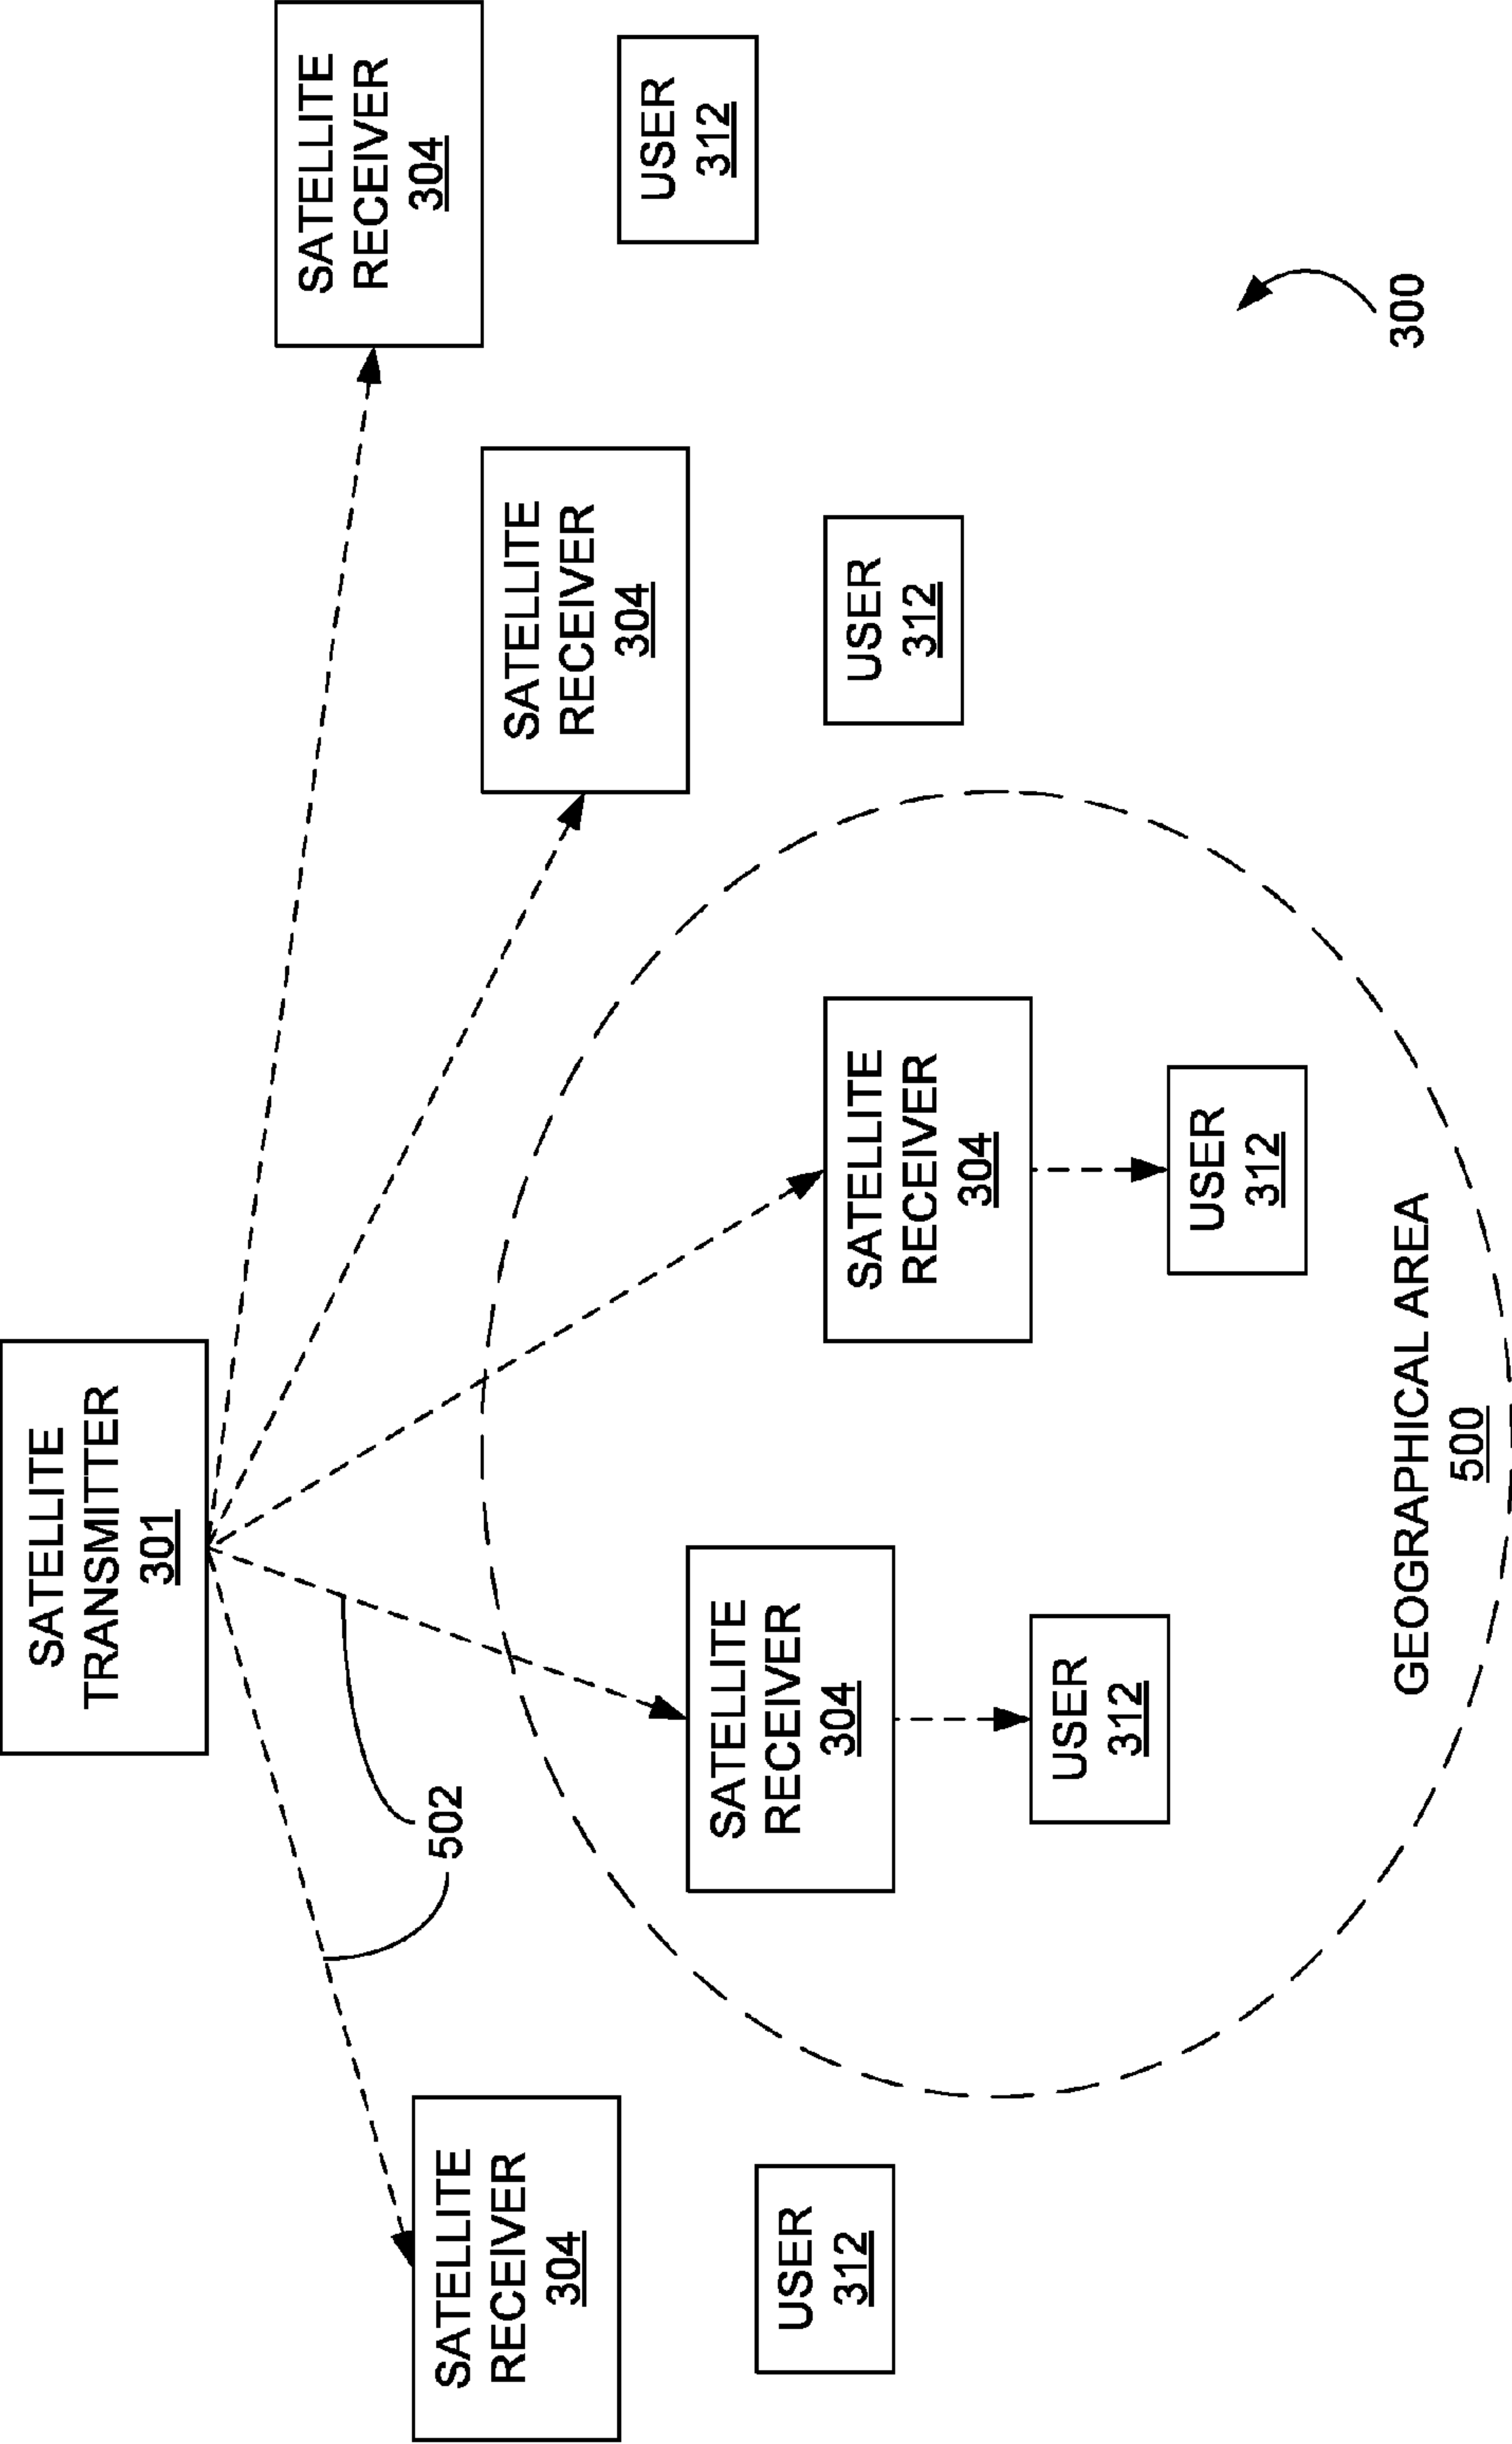 SATELLITE
TRANSMITTER
301
502
SATELLITE
RECEIVER
304
USER
312
SATELLITE
RECEIVER
304
USER
312
SATELLITE
RECEIVER
304
USER
312
SATELLITE
RECEIVER
304
USER
312
SATELLITE
RECEIVER
304
USER
312
GEOGRAPHICAL AREA
500
300